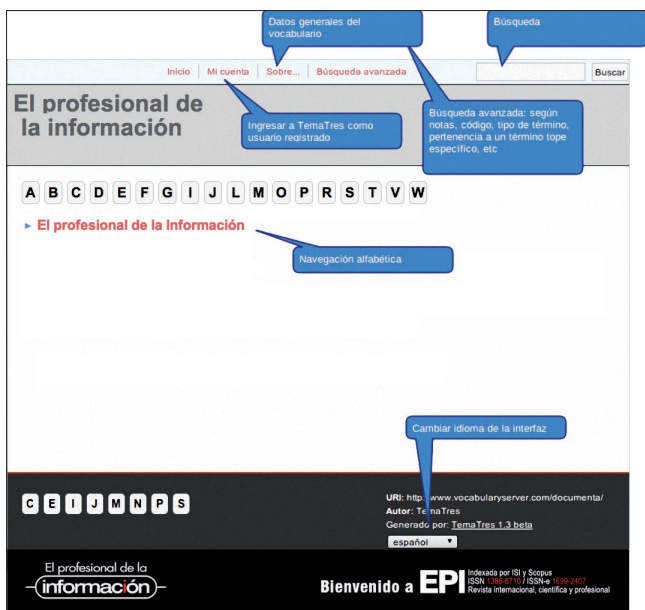 Datos generales del
vocabulario
Búsqueda
Inicio Mi cuenta Sobre... Búsqueda avanzada Buscar
El profesional de
la información
Ingresar a TemaTres como
usuario registrado
Búsqueda avanzada: según
notas, código, tipo de término,
pertenencia a un término tope
específico, etc
A B C D E F G I J L M O P R S T V W
El profesional de la Información
Navegación alfabética
Cambiar idioma de la interfaz
C E I J M N P S
URI: http www.vocabularyserver.com/documenta/
Autor: TemaTres
Generado por: TemaTres 1.3 beta
español
El profesional de la
información
Bienvenido a EPI
Indexada por ISI y Scopus
ISSN 1386-6710 / ISSN-e 1699-2407
Revista internacional, científica y profesional